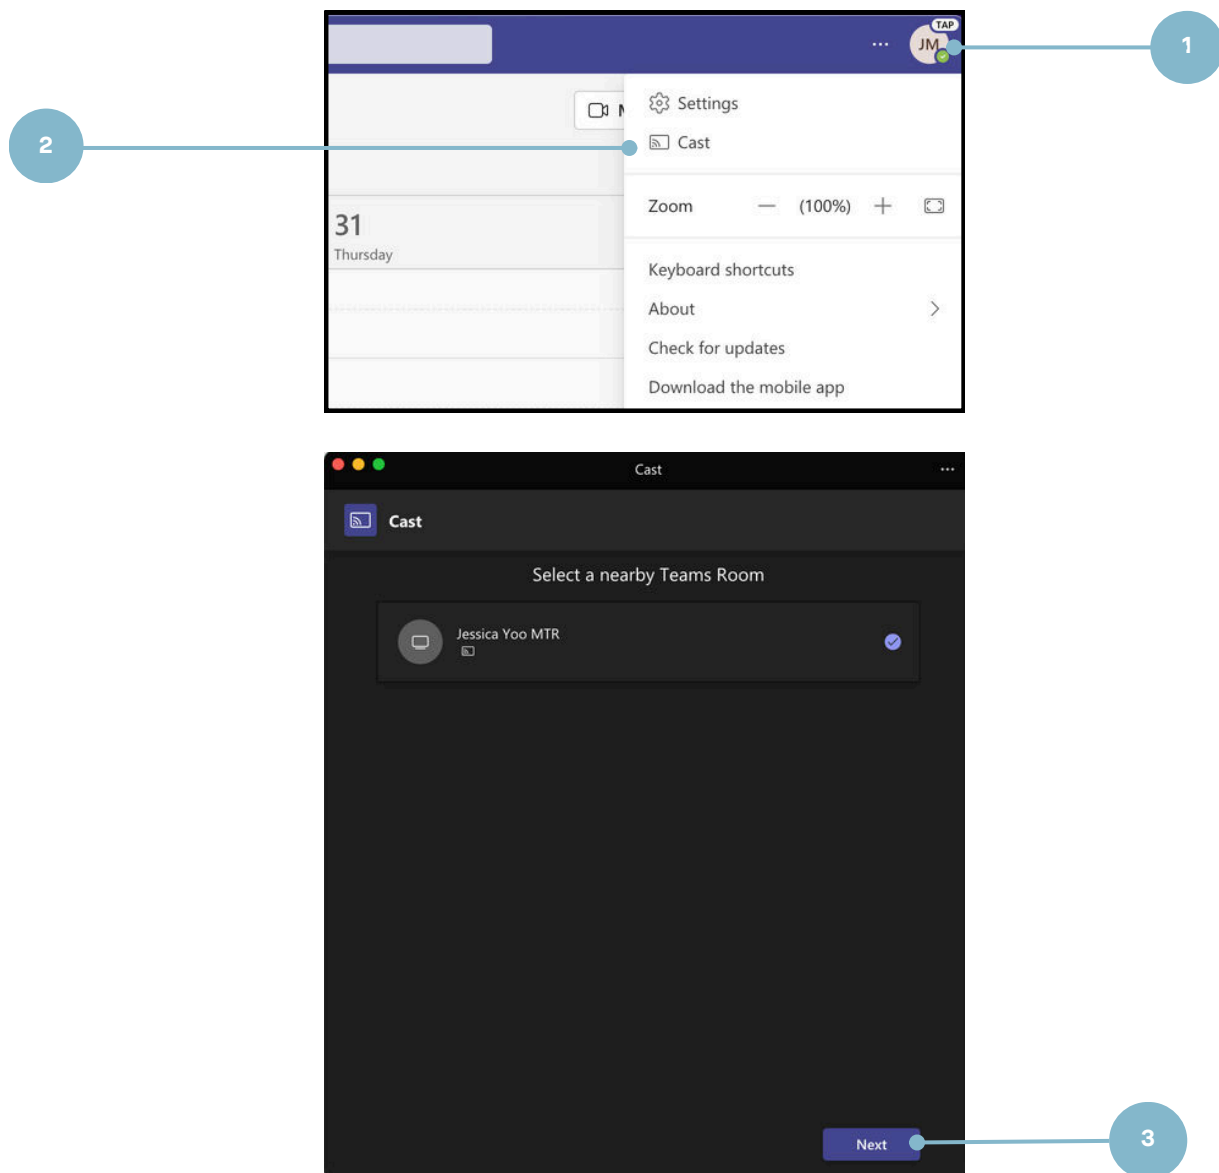 TAP
...
JM
1
Settings
2
Cast
Zoom — (100%) +
31
Thursday
Keyboard shortcuts
About
Check for updates
Download the mobile app
Cast
...
Cast
Select a nearby Teams Room
Jessica Yoo MTR
Next
3